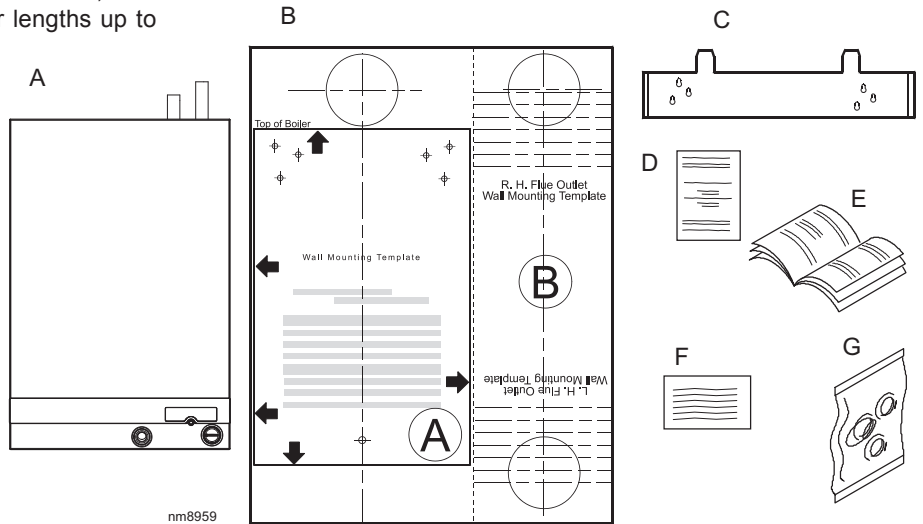 r lengths up to
A
B
C
Top of Boiler
R. H. Flue Outlet
Wall Mounting Template
Wall Mounting Template
B
L. H. Flue Outlet
Wall Mounting Template
A
D
E
F
G
nm8959